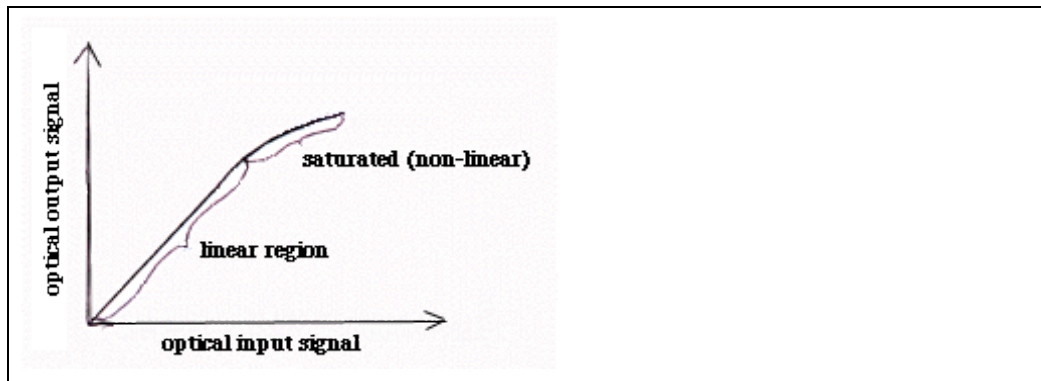 optical output signal
saturated (non-linear)
linear region
optical input signal